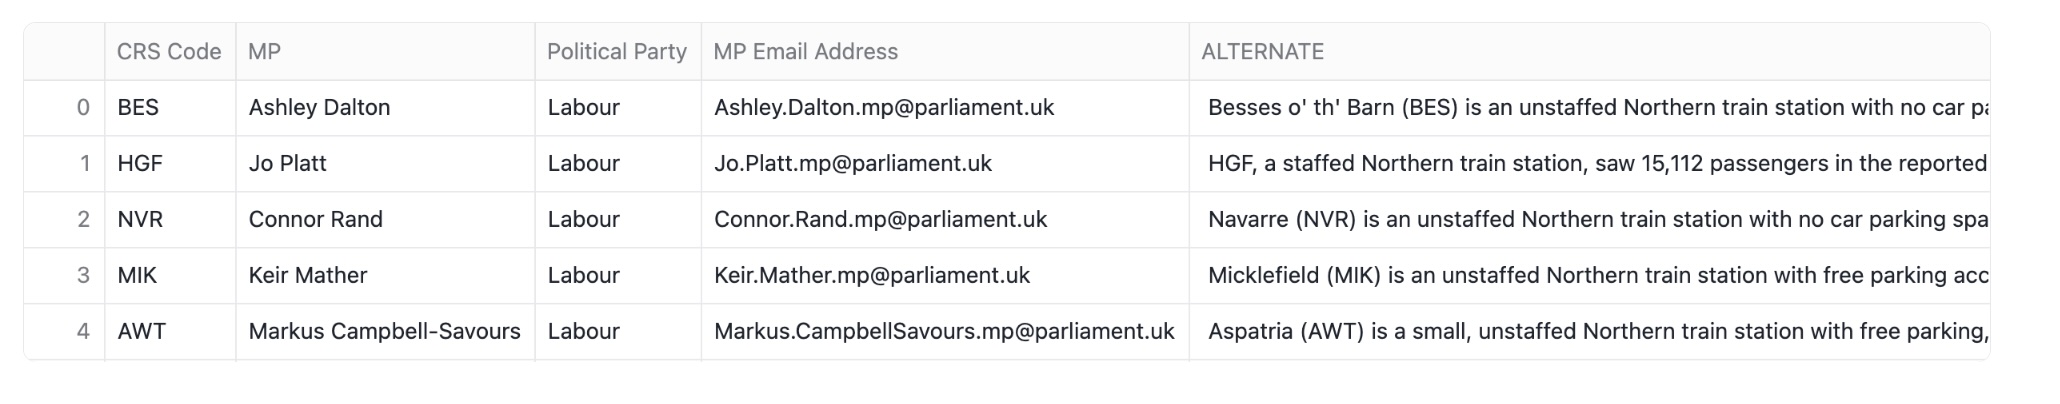 CRS Code MP Political Party MP Email Address ALTERNATE
0 BES Ashley Dalton Labour Ashley.Dalton.mp@parliament.uk Besses o' th' Barn (BES) is an unstaffed Northern train station with no car pa
1 HGF Jo Platt Labour Jo.Platt.mp@parliament.uk HGF, a staffed Northern train station, saw 15,112 passengers in the reported
2 NVR Connor Rand Labour Connor.Rand.mp@parliament.uk Navarre (NVR) is an unstaffed Northern train station with no car parking spa
3 MIK Keir Mather Labour Keir.Mather.mp@parliament.uk Micklefield (MIK) is an unstaffed Northern train station with free parking acc
4 AWT Markus Campbell-Savours Labour Markus.CampbellSavours.mp@parliament.uk Aspatria (AWT) is a small, unstaffed Northern train station with free parking,